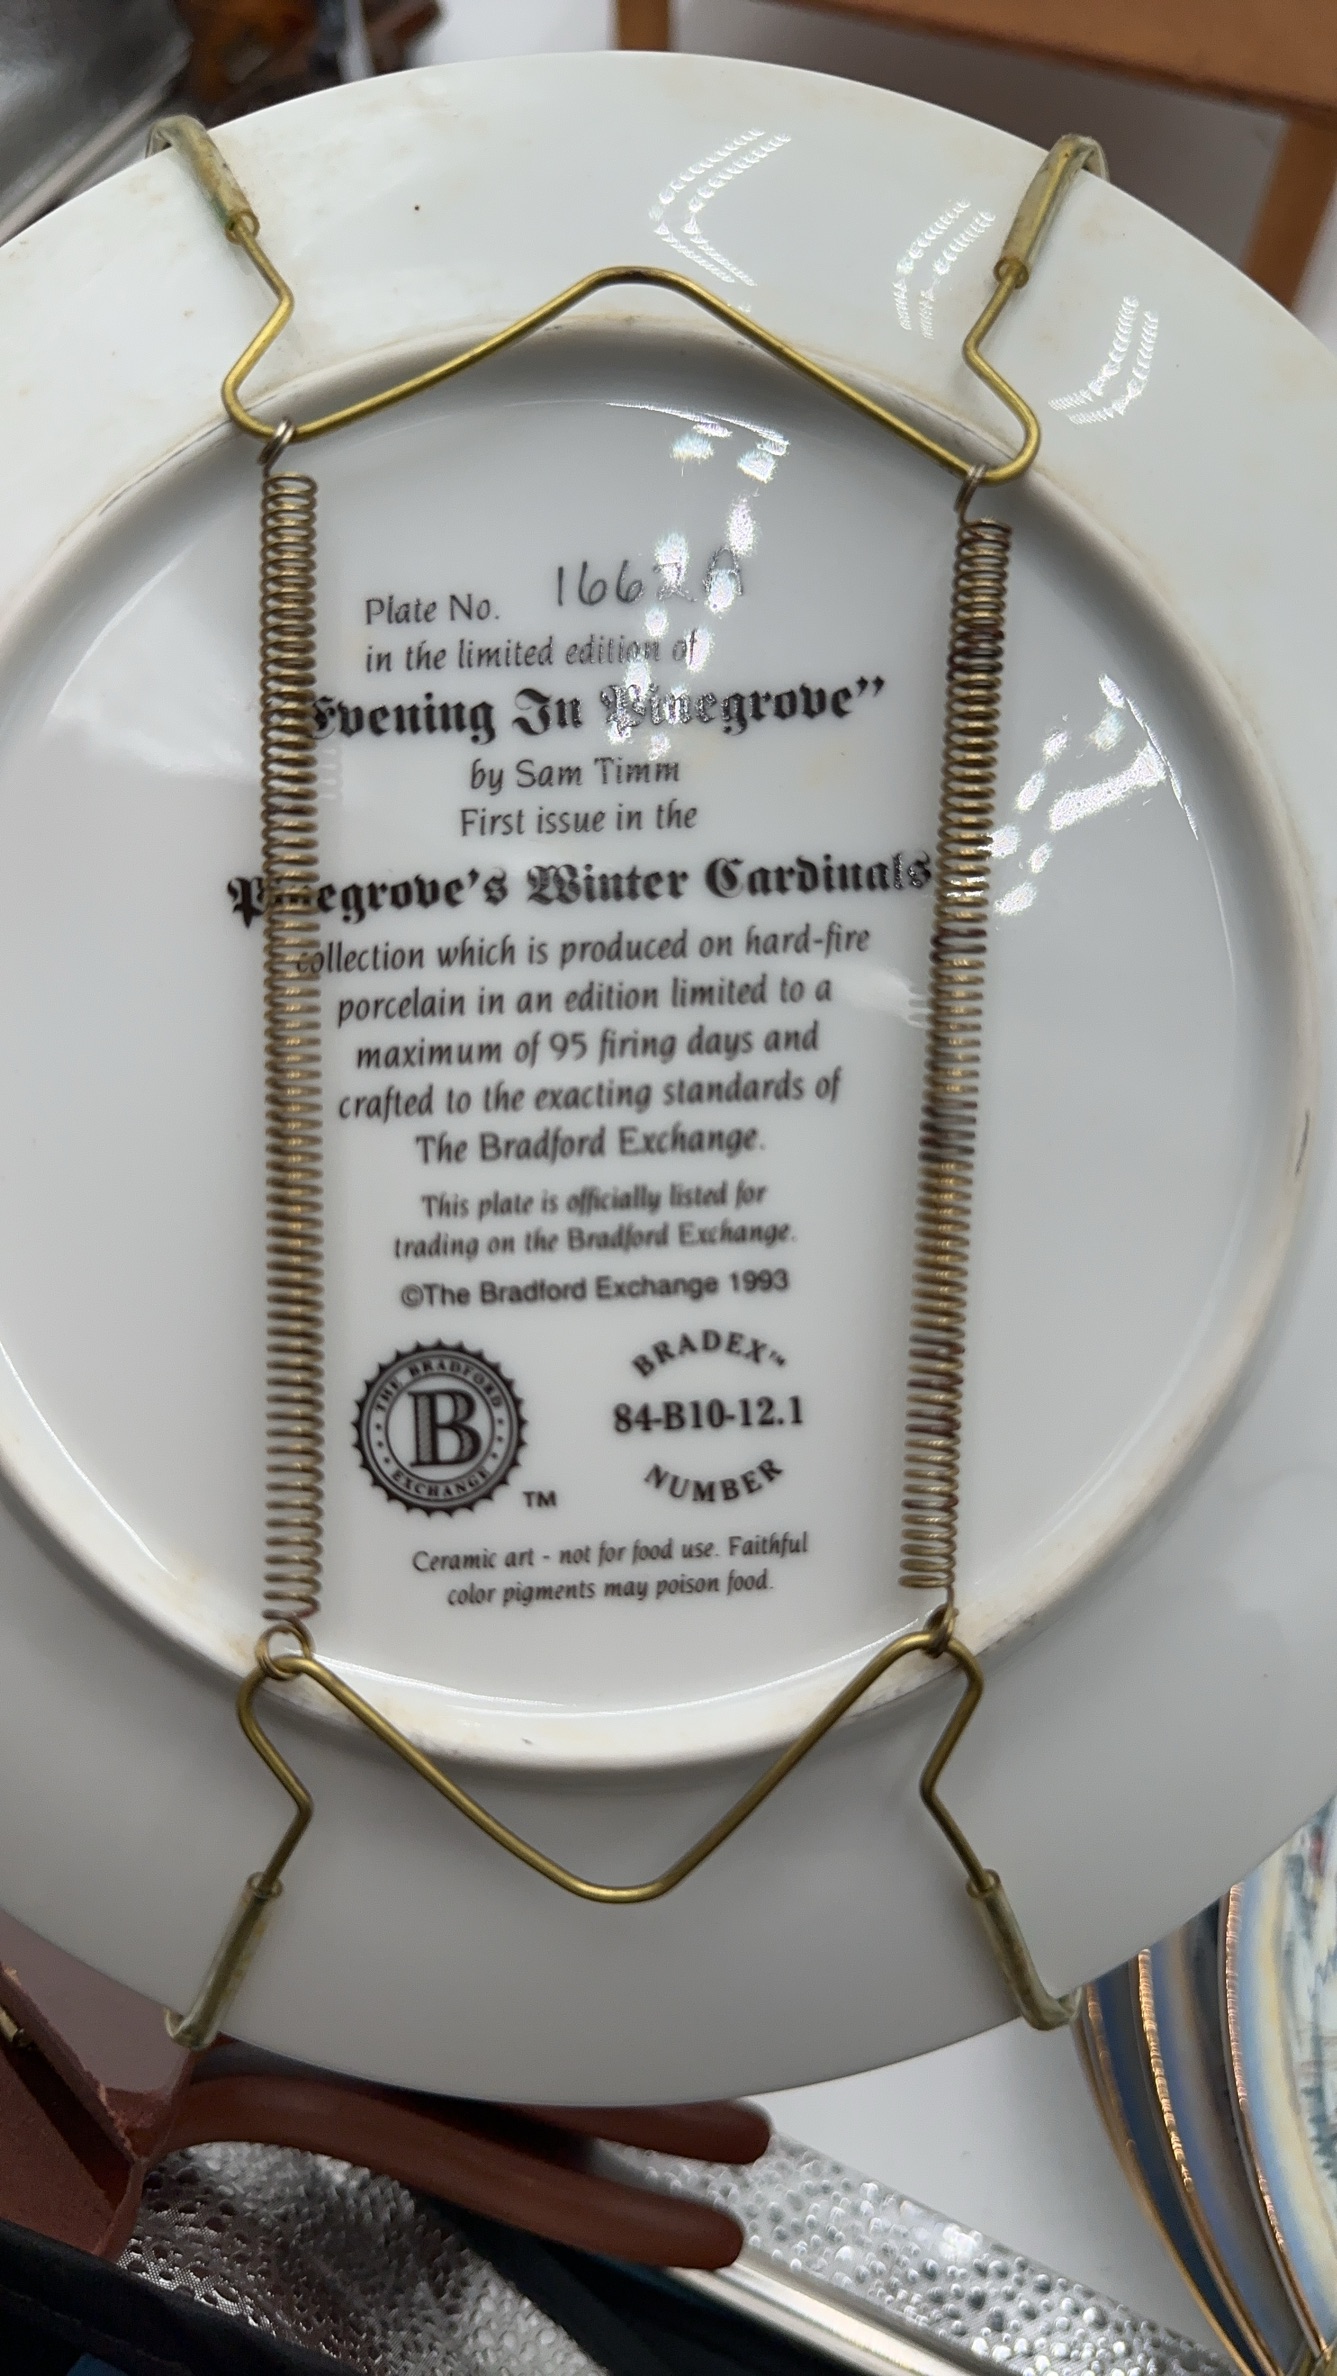 Plate No. 1662A
in the limited edition of
Evening In Pinegrove”
by Sam Timm
First issue in the
Pinegrove's Winter Cardinals
collection which is produced on hard-fire
porcelain in an edition limited to a
maximum of 95 firing days and
crafted to the exacting standards of
The Bradford Exchange.
This plate is officially listed for
trading on the Bradford Exchange.
©The Bradford Exchange 1993
THE BRADFORD
B
EXCHANGE
TM
BRADEX™
84-B10-12.1
NUMBER
Ceramic art - not for food use. Faithful
color pigments may poison food.